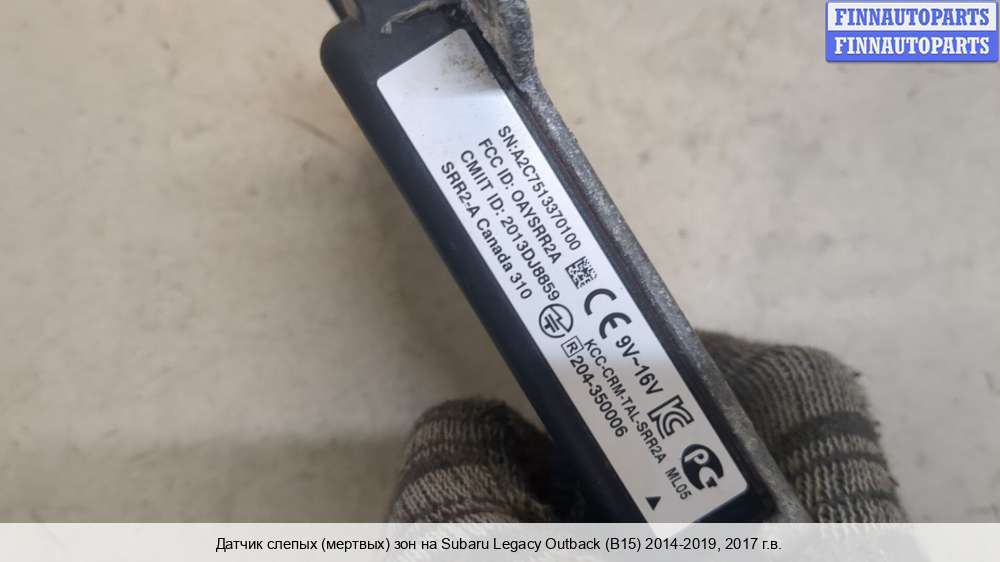 FINNAUTOPARTS
FINNAUTOPARTS
SN:A2C7513370100
FCC ID: OAYSRR2A
CMIIT ID: 2013DJ8859
SRR2-A Canada 310
CE 9V~16V
KCC-CRM-TAL-SRR2A
R 204-350006
ML05
Датчик слепых (мертвых) зон на Subaru Legacy Outback (B15) 2014-2019, 2017 г.в.